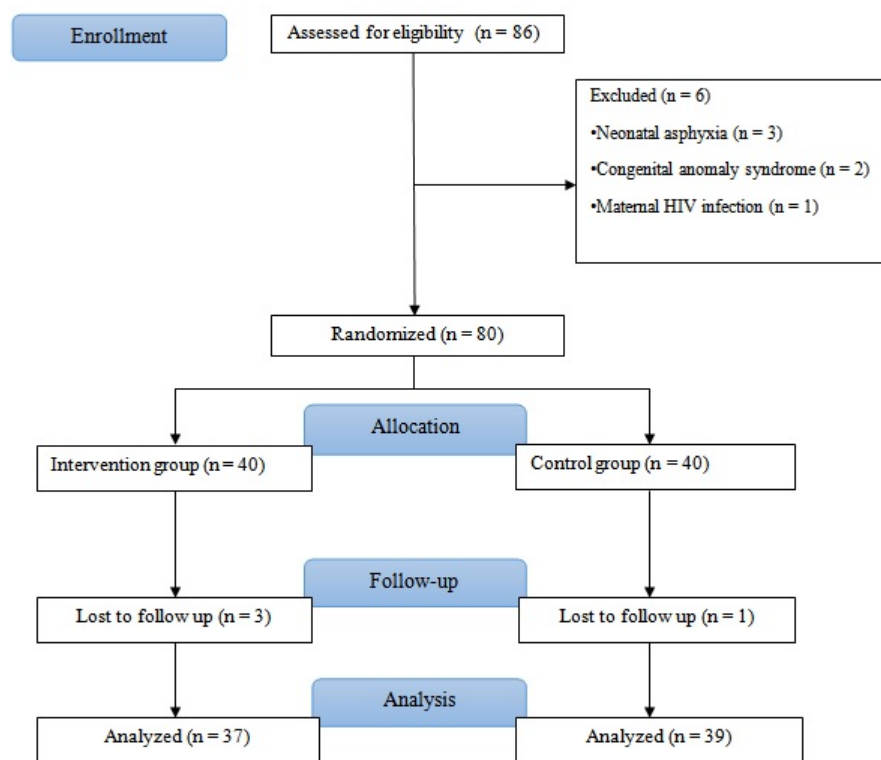 Enrollment
Assessed for eligibility (n = 86)
Excluded (n = 6)
•Neonatal asphyxia (n = 3)
•Congenital anomaly syndrome (n = 2)
•Maternal HIV infection (n = 1)
Randomized (n = 80)
Allocation
Intervention group (n = 40)
Control group (n = 40)
Follow-up
Lost to follow up (n = 3)
Lost to follow up (n = 1)
Analysis
Analyzed (n = 37)
Analyzed (n = 39)